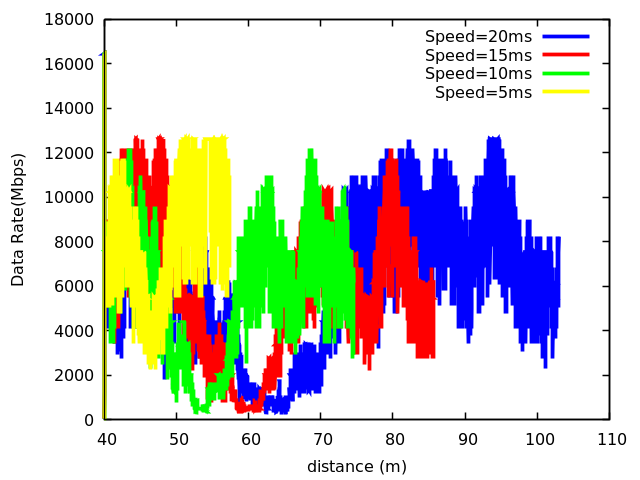 18000
16000
14000
12000
10000
8000
6000
4000
2000
0
Data Rate(Mbps)
Speed=20ms
Speed=15ms
Speed=10ms
Speed=5ms
40 50 60 70 80 90 100 110
distance (m)